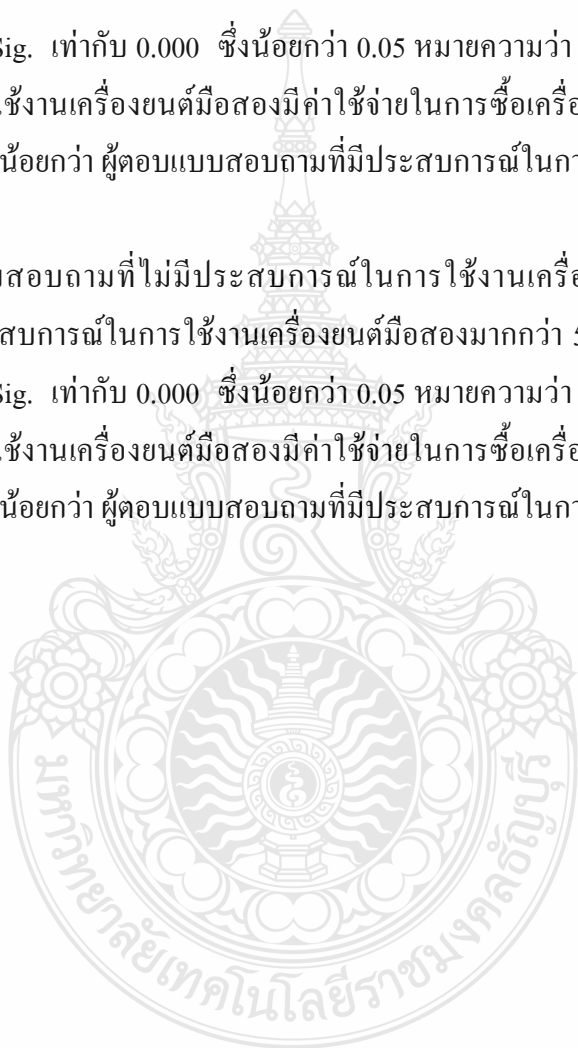 Sig. เท่ากับ 0.000 ซึ่งน้อยกว่า 0.05 หมายความว่า
ใช้งานเครื่องยนต์มือสองมีค่าใช้จ่ายในการซื้อเครื่อ
น้อยกว่า ผู้ตอบแบบสอบถามที่มีประสบการณ์ในกา
สอบถามที่ไม่มีประสบการณ์ในการใช้งานเครื่อ
สบการณ์ในการใช้งานเครื่องยนต์มือสองมากกว่า 5
Sig. เท่ากับ 0.000 ซึ่งน้อยกว่า 0.05 หมายความว่า
ใช้งานเครื่องยนต์มือสองมีค่าใช้จ่ายในการซื้อเครื่อ
น้อยกว่า ผู้ตอบแบบสอบถามที่มีประสบการณ์ในกา
มหาวิทยาลัยเทคโนโลยีราชมงคลธัญบุรี